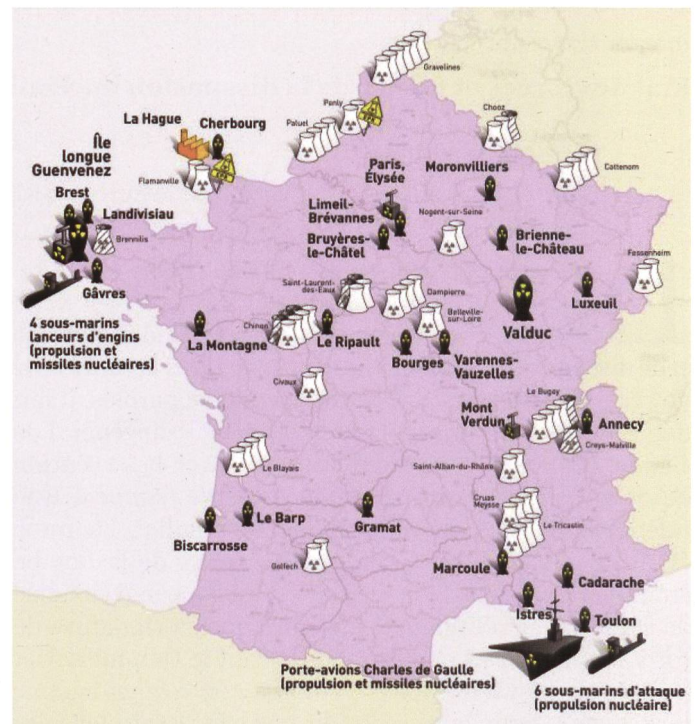 Gravelines
Penly
EPR
Paluel
Chooz
Cattenom
La Hague
Cherbourg
EPR
Flamanville
Île
longue
Guenvenez
Brest
Landivisiau
Brennilis
Gâvres
4 sous-marins
lanceurs d'engins
(propulsion et
missiles nucléaires)
Paris,
Élysée
Limeil-
Brévannes
Bruyères-
le-Châtel
Moronvilliers
Nogent-sur-Seine
Brienne-
le-Château
Fessenheim
Luxeuil
Valduc
Saint-Laurent-
des-Eaux
Dampierre
Belleville-
sur-Loire
La Montagne
Chinon
Le Ripault
Bourges
Varennes-
Vauzelles
Civaux
Mont
Verdun
Le Bugey
Annecy
Creys-Malville
Le Blayais
Saint-Alban-du-Rhône
Cruas
Meysse
Le Tricastin
Biscarrosse
Le Barp
Gramat
Golfech
Marcoule
Cadarache
Istres
Toulon
Porte-avions Charles de Gaulle
(propulsion et missiles nucléaires)
6 sous-marins d'attaque
(propulsion nucléaire)